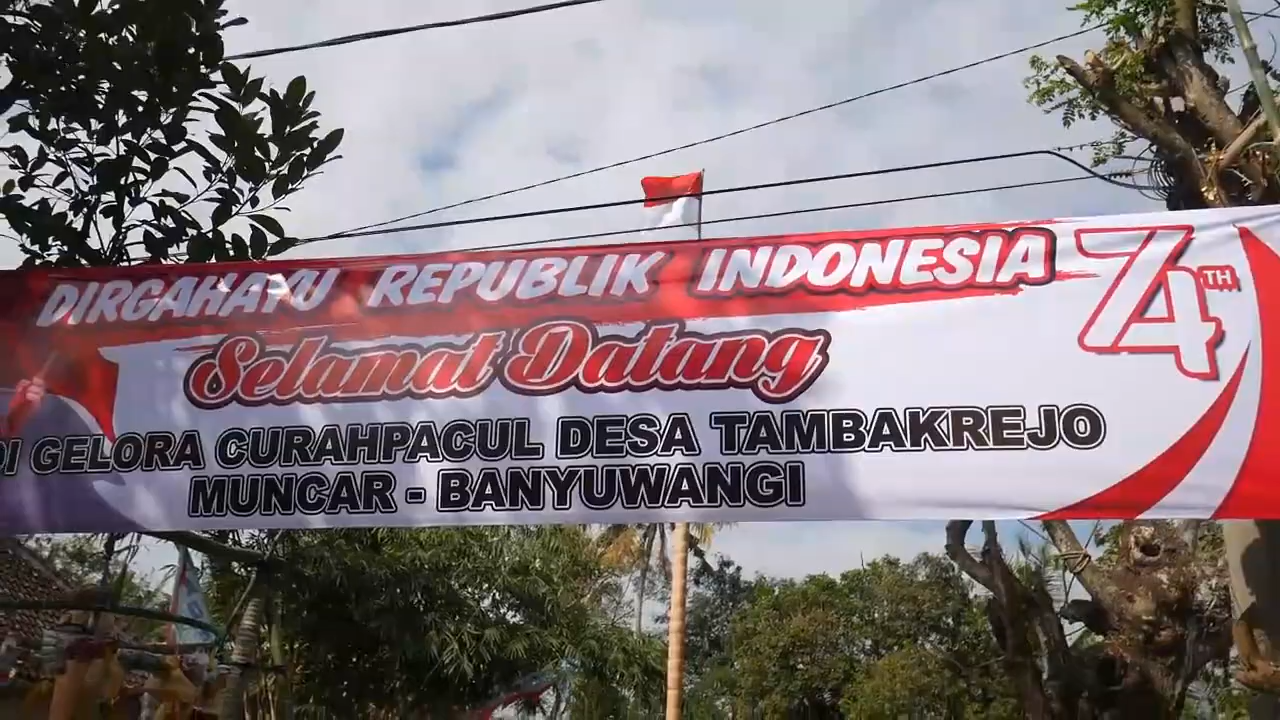 DIRGAHAYU REPUBLIK INDONESIA 74TH
Selamat Datang
DI GELORA CURAHPACUL DESA TAMBAKREJO
MUNCAR - BANYUWANGI